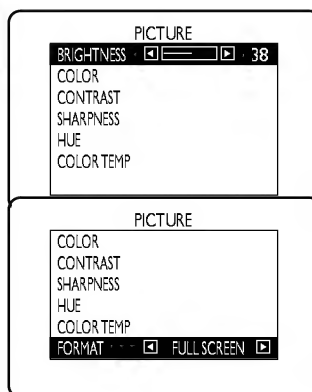 PICTURE
BRIGHTNESS 38
COLOR
CONTRAST
SHARPNESS
HUE
COLOR TEMP
PICTURE
COLOR
CONTRAST
SHARPNESS
HUE
COLOR TEMP
FORMAT FULL SCREEN